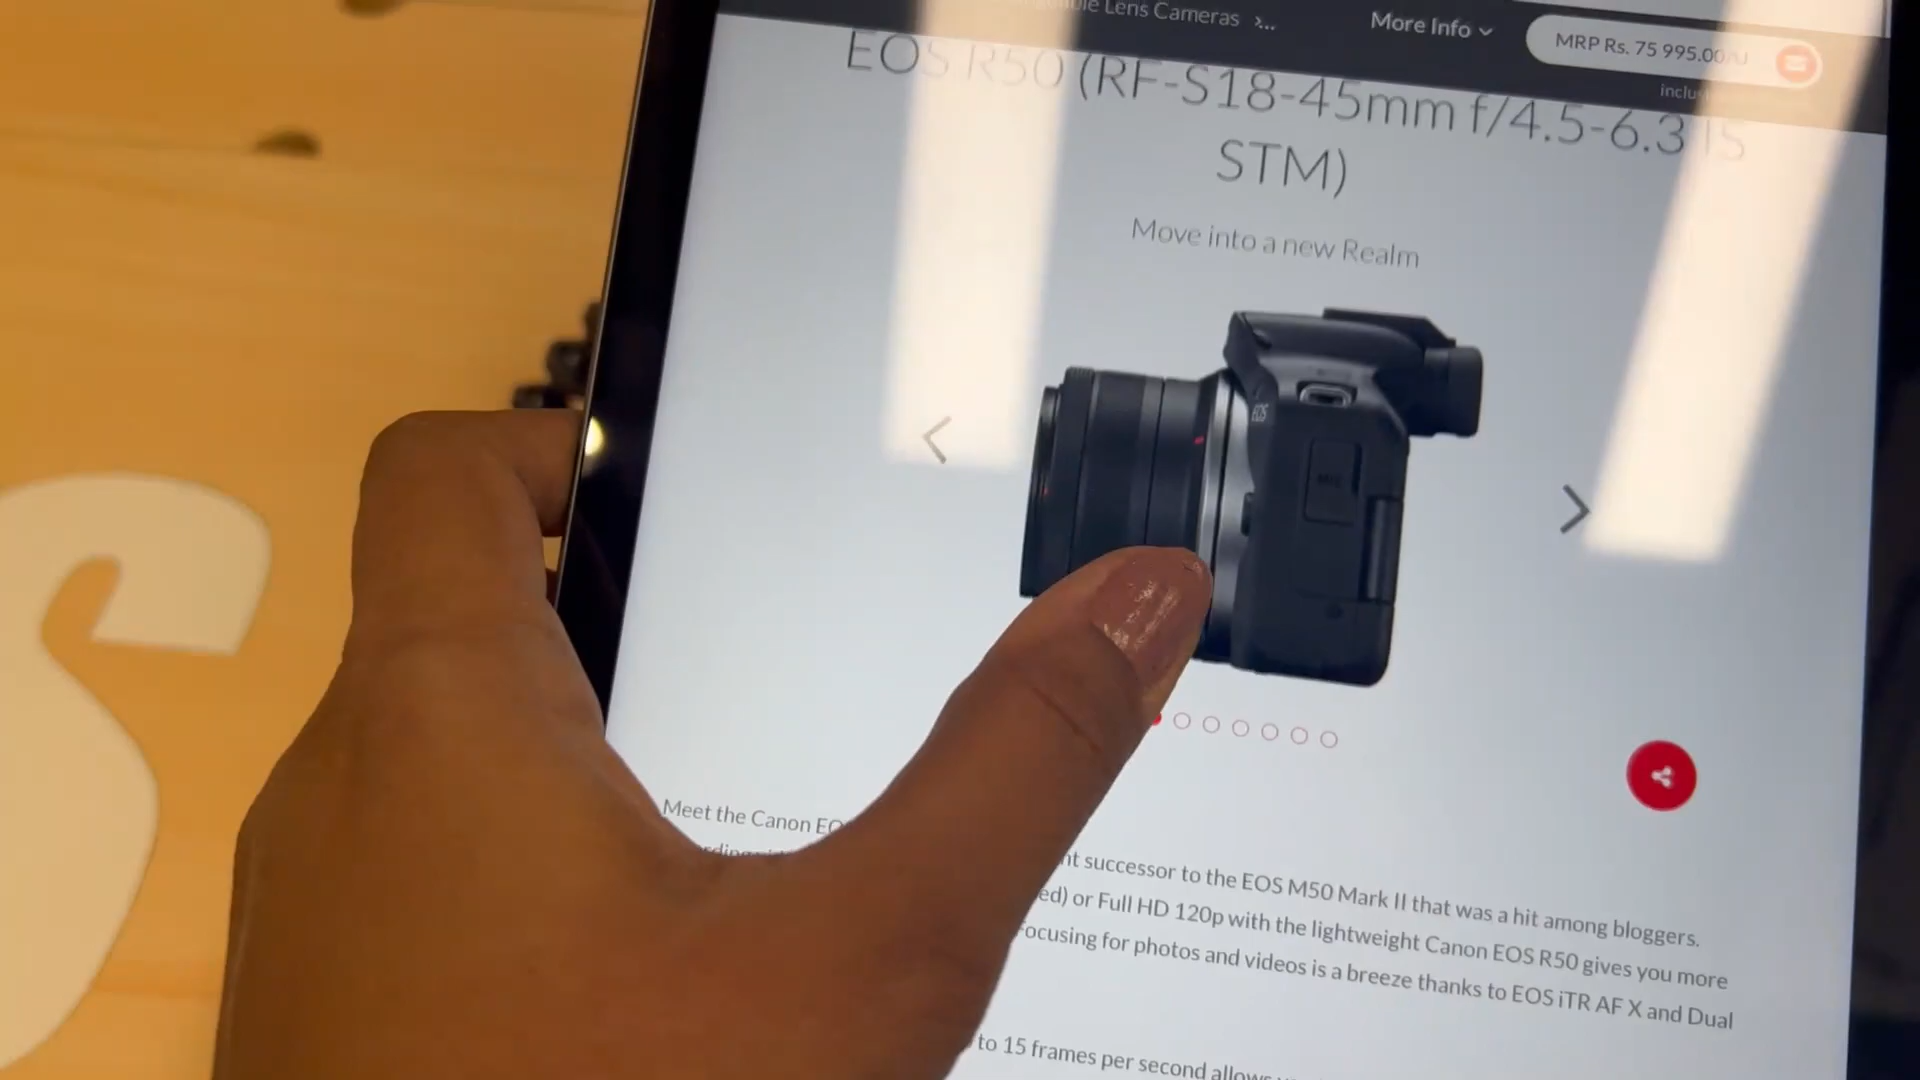 Lens Cameras
More Info
MRP Rs. 75 995.00
EOS R50 (RF-S18-45mm f/4.5-6.3 IS
STM)
Move into a new Realm
EOS
Meet the Canon
successor to the EOS M50 Mark II that was a hit among bloggers.
or Full HD 120p with the lightweight Canon EOS R50 gives you more
Focusing for photos and videos is a breeze thanks to EOS iTR AF X and Dual
to 15 frames per second
S